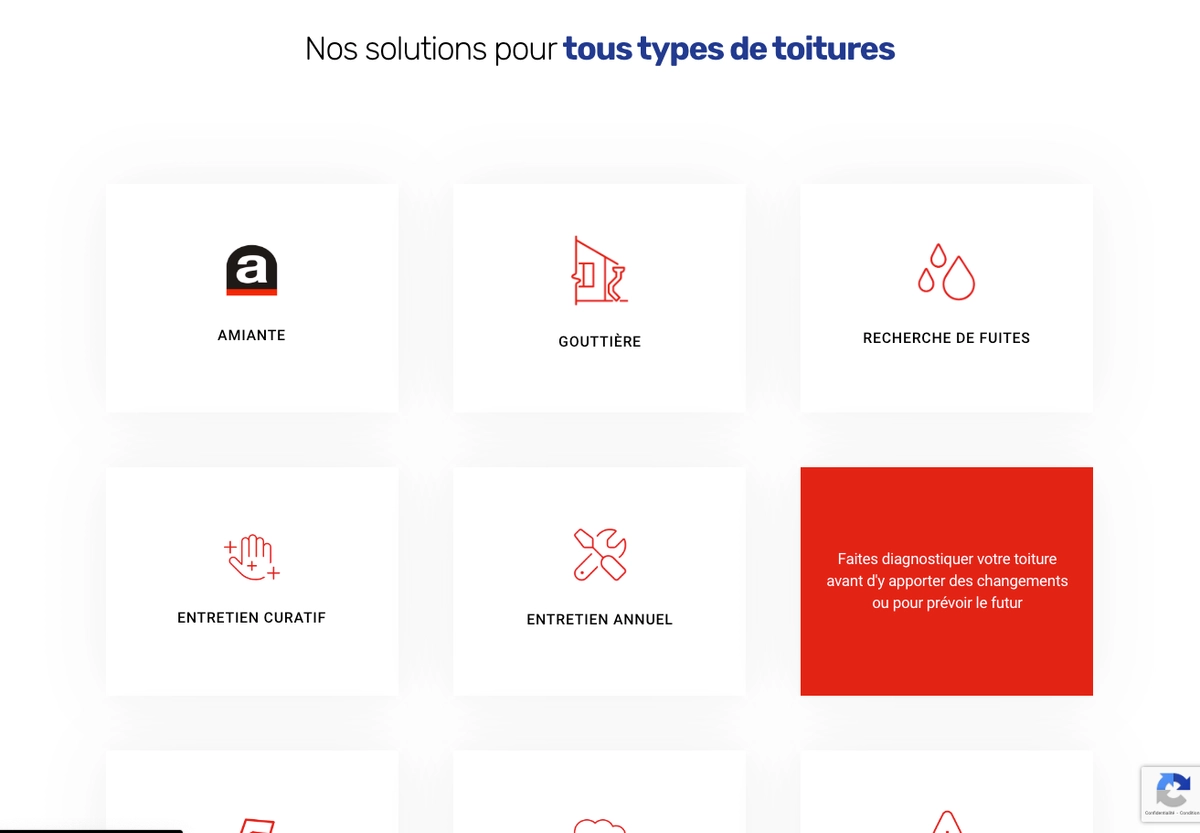 Nos solutions pour tous types de toitures
a
AMIANTE
GOUTTIÈRE
RECHERCHE DE FUITES
ENTRETIEN CURATIF
ENTRETIEN ANNUEL
Faites diagnostiquer votre toiture
avant d'y apporter des changements
ou pour prévoir le futur
Confidentialité - Condition